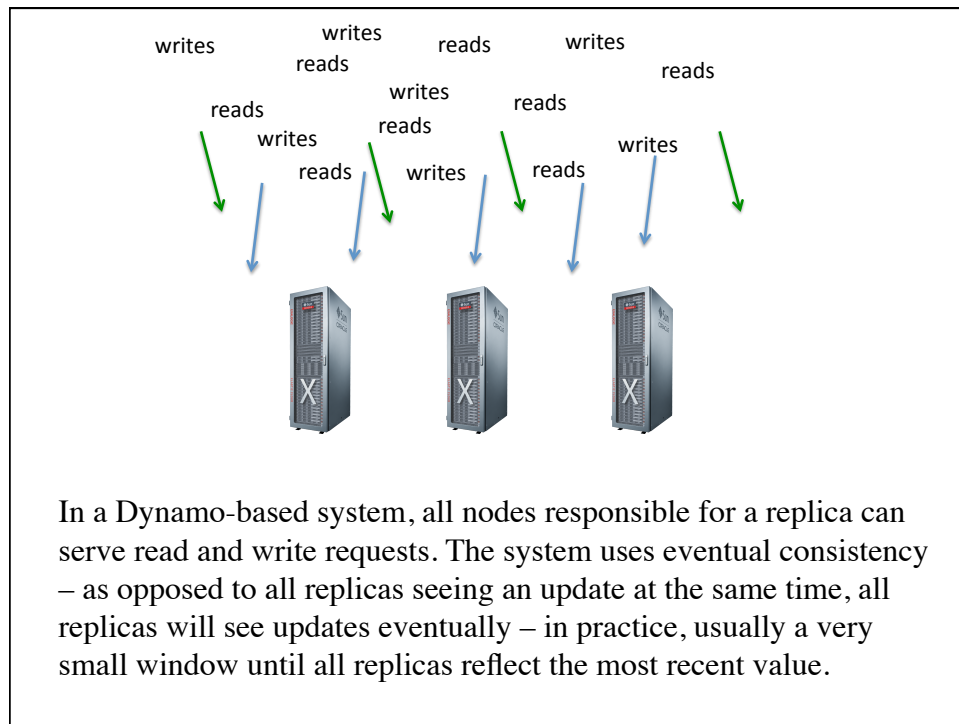 writes
writes
reads
writes
reads
reads
writes
reads
reads
reads
writes
writes
reads
writes
reads
X
X
X
In a Dynamo-based system, all nodes responsible for a replica can
serve read and write requests. The system uses eventual consistency
– as opposed to all replicas seeing an update at the same time, all
replicas will see updates eventually – in practice, usually a very
small window until all replicas reflect the most recent value.